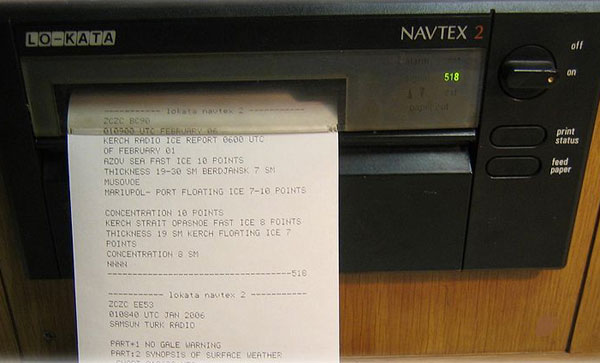 LO-KATA
NAVTEX 2
518
off
on
print
status
feed
paper
----------- lokata navtex 2 -----------
ZCZC BC90
010900 UTC FEBRUARY 06
KERCH RADIO ICE REPORT 0600 UTC
OF FEBRUARY 01
AZOV SEA FAST ICE 10 POINTS
THICKNESS 19-30 SM BERDJANSK 7 SM
MUSOVOE
MARIUPOL- PORT FLOATING ICE 7-10 POINTS
CONCENTRATION 10 POINTS
KERCH STRAIT OPASNOE FAST ICE 8 POINTS
THICKNESS 19 SM KERCH FLOATING ICE 7
POINTS
CONCENTRATION 8 SM
NNNN
-----------------------------------518
----------- lokata navtex 2 -----------
ZCZC EE53
010840 UTC JAN 2006
SAMSUN TURK RADIO
PART:1 NO GALE WARNING
PART:2 SYNOPSIS OF SURFACE WEATHER